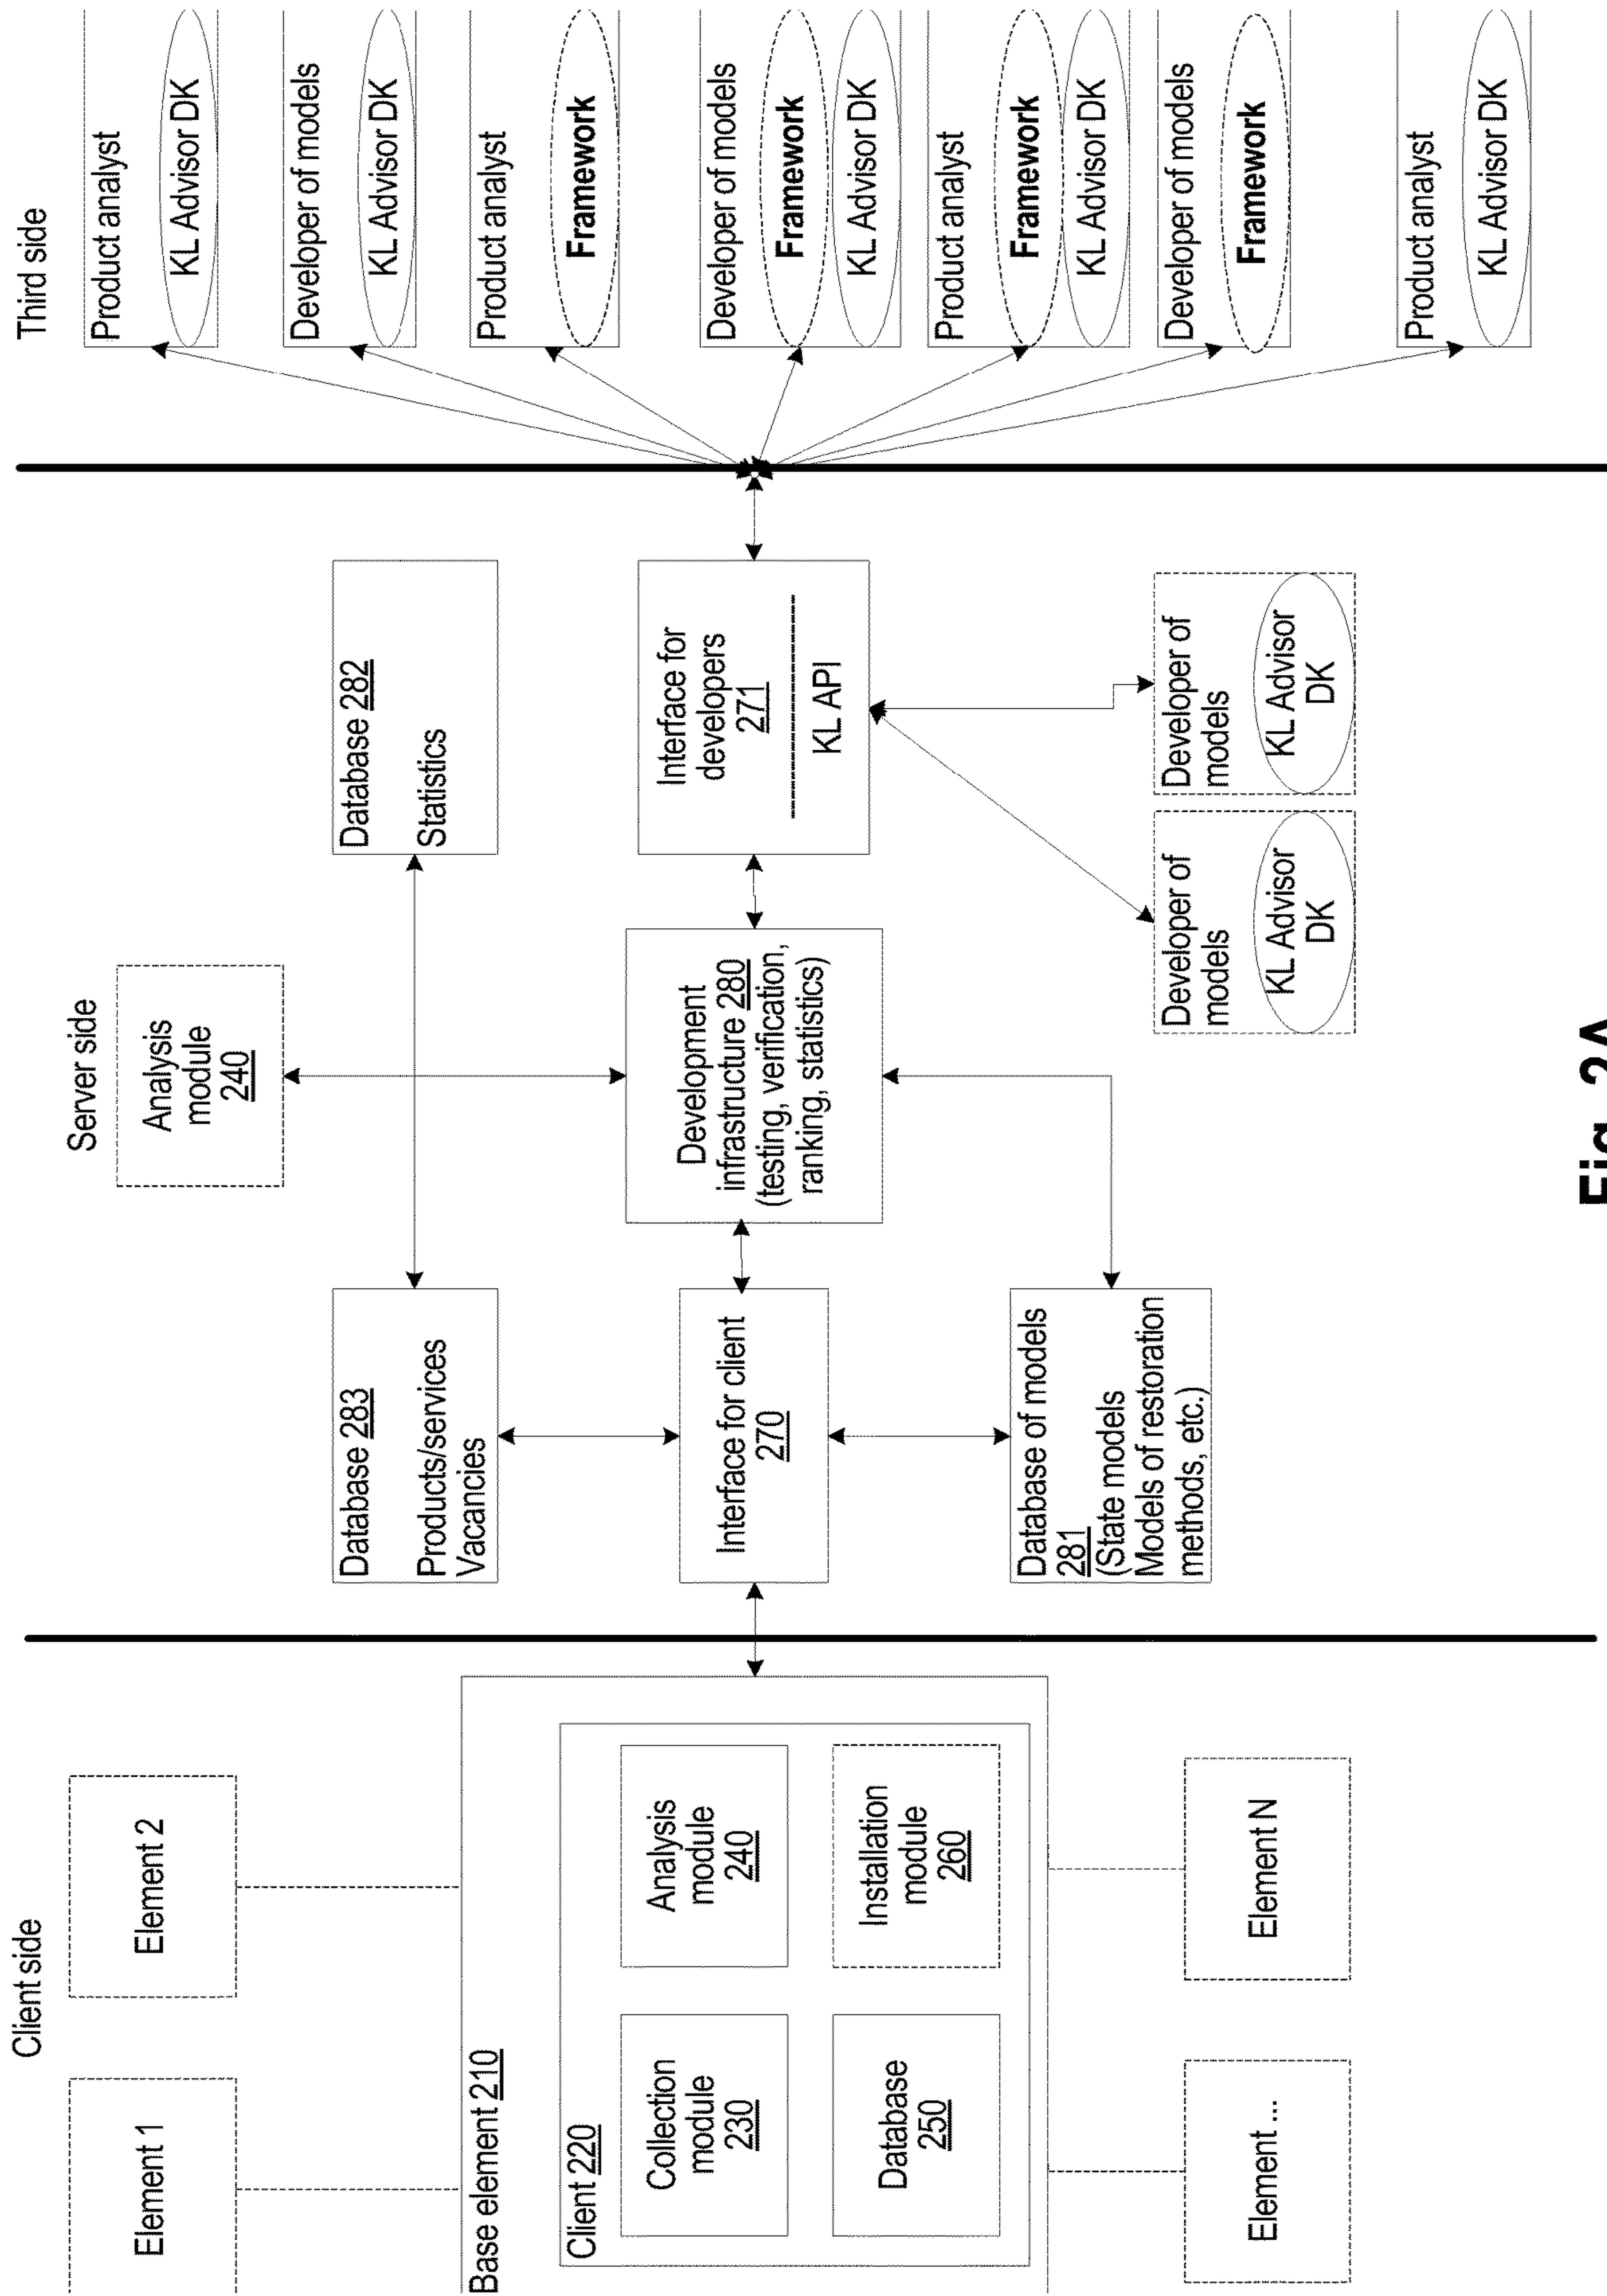 Client side
Element 1
Element 2
Base element 210
Client 220
Collection
module
230
Analysis
module
240
Database
250
Installation
module
260
Element ...
Element N
Server side
Analysis
module
240
Database 283
Products/services
Vacancies
Database 282
Statistics
Interface for client
270
Development
infrastructure 280
(testing, verification,
ranking, statistics)
Interface for
developers
271
KL API
Database of models
281
(State models
Models of restoration
methods, etc.)
Developer of
models
KL Advisor
DK
Developer of
models
KL Advisor
DK
Third side
Product analyst
KL Advisor DK
Developer of models
KL Advisor DK
Product analyst
Framework
Developer of models
Framework
KL Advisor DK
Product analyst
Framework
KL Advisor DK
Developer of models
Framework
Product analyst
KL Advisor DK
Fig. 2A